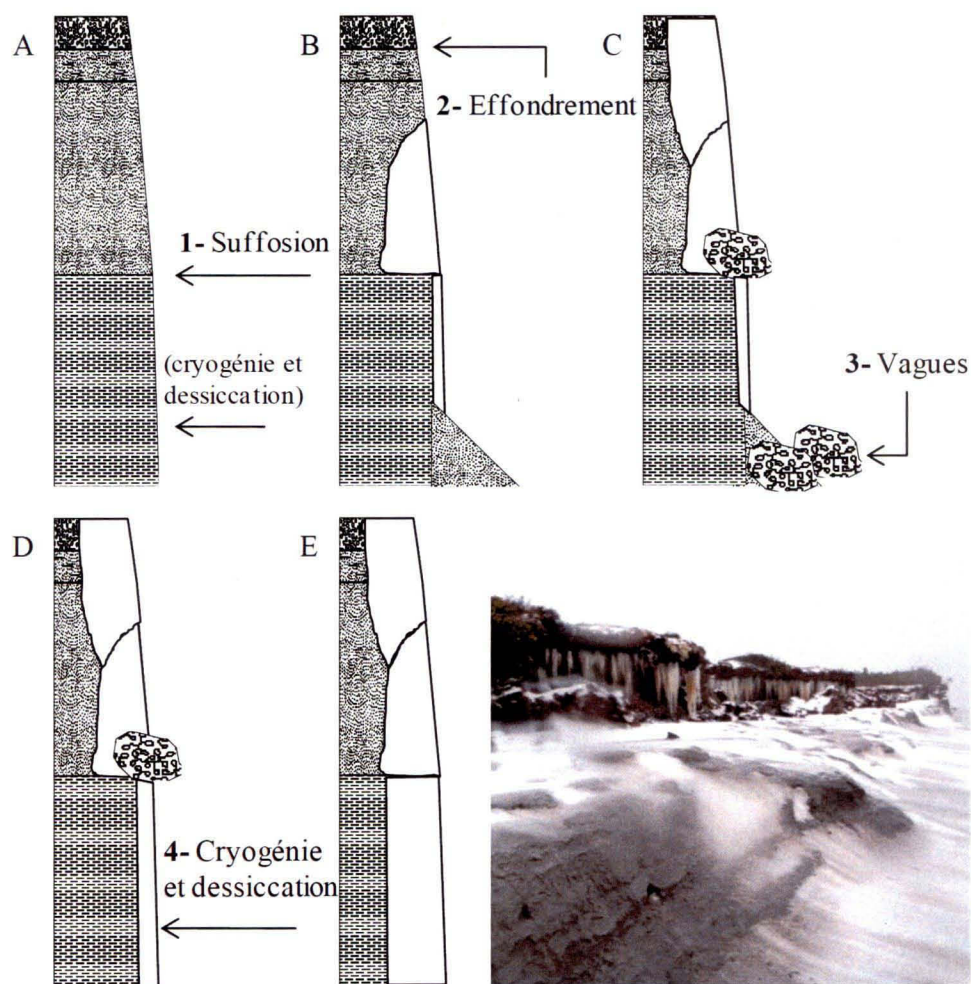 A
B
C
2- Effondrement
1- Suffosion
(cryogénie et
dessiccation)
3- Vagues
D
E
4- Cryogénie
et dessiccation